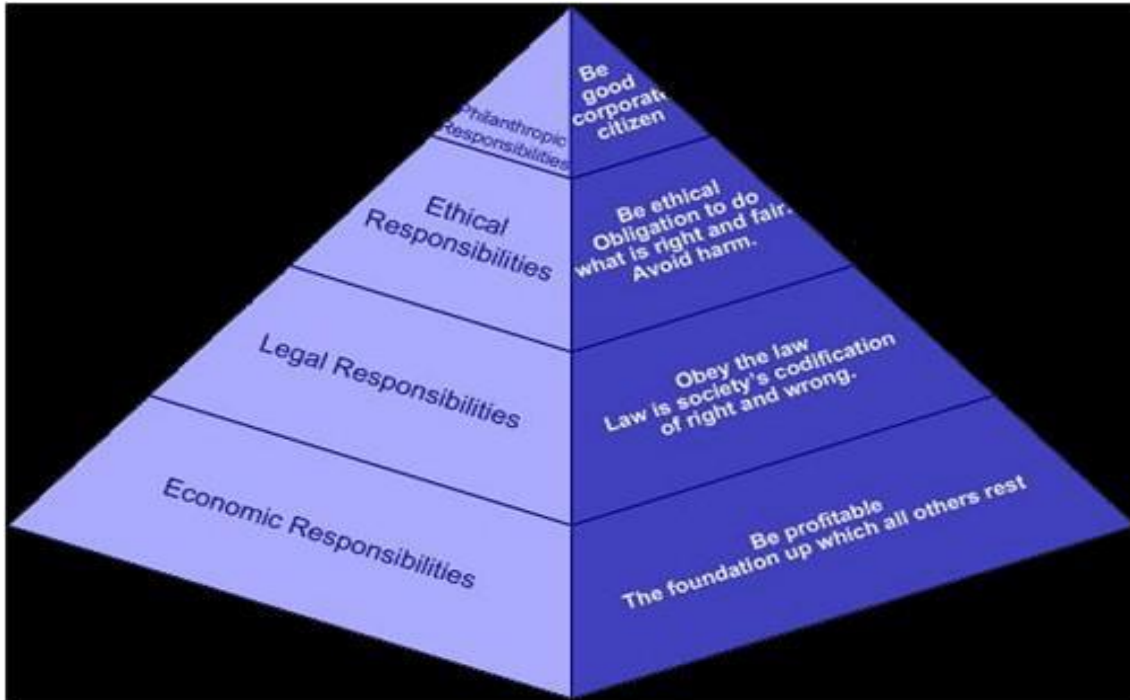 Philanthropic
Responsibilities
Be
good
corporate
citizen
Ethical
Responsibilities
Be ethical
Obligation to do
what is right and fair.
Avoid harm.
Legal Responsibilities
Obey the law
Law is society's codification
of right and wrong.
Economic Responsibilities
Be profitable
The foundation up which all others rest